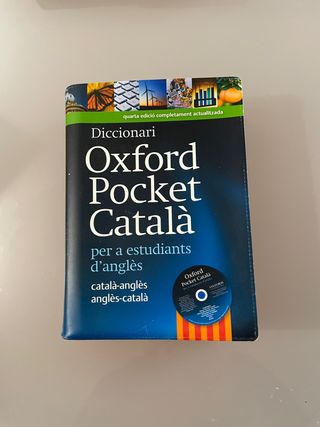 quarta edició completament actualitzada
Diccionari
Oxford
Pocket
Català
per a estudiants
d'anglès
català-anglès
anglès-català
Oxford
Pocket Català